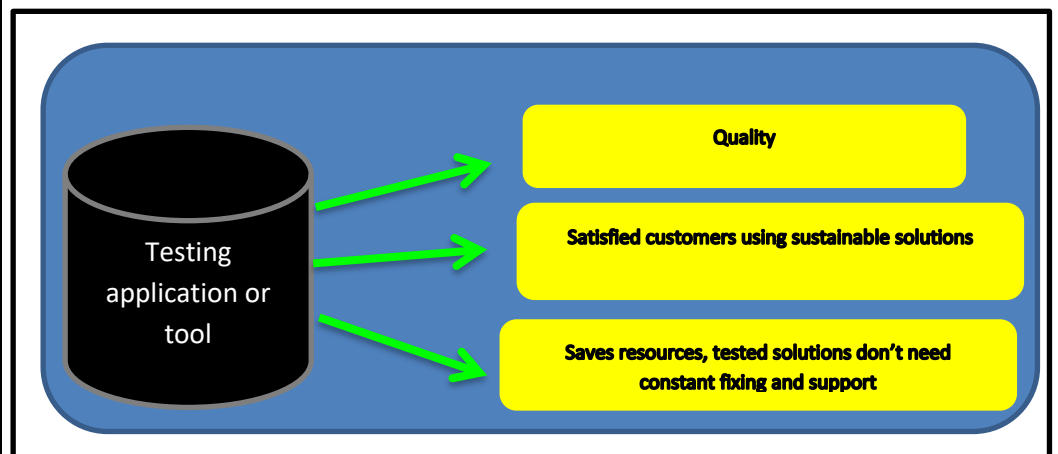 Testing
application or
tool
Quality
Satisfied customers using sustainable solutions
Saves resources, tested solutions don’t need
constant fixing and support